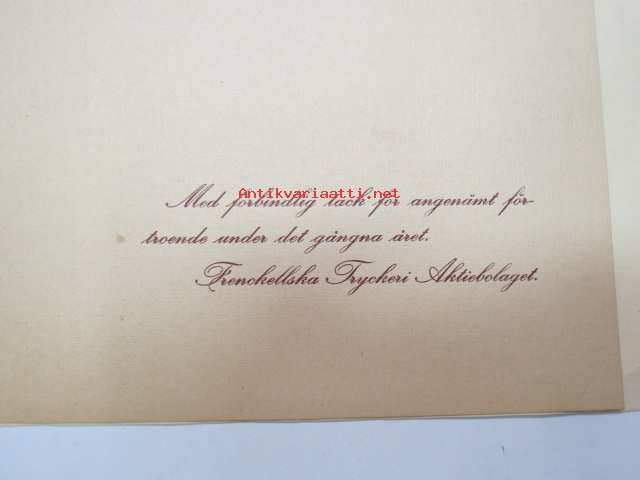 Antikvariaatti.net
Med förbindlig tack för angenämt för-
troende under det gångna året.
Frenckellska Tryckeri Aktiebolaget.